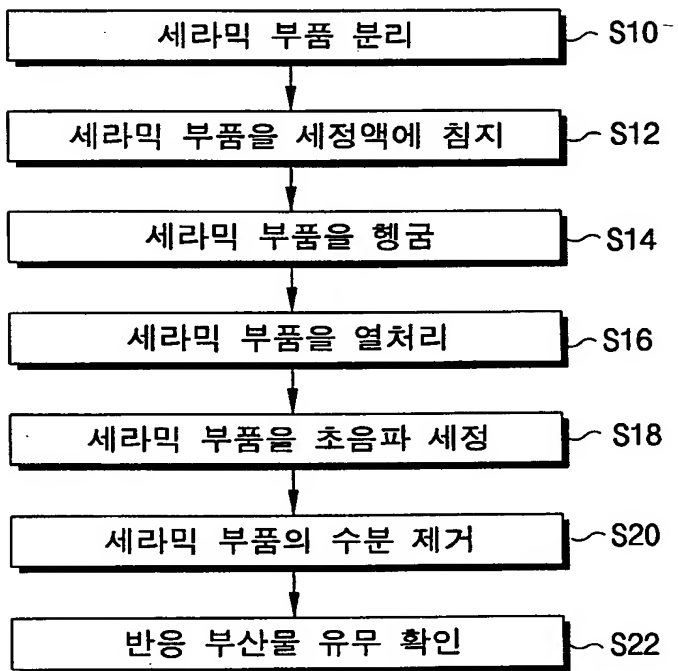 세라믹 부품 분리 S10
세라믹 부품을 세정액에 침지 S12
세라믹 부품을 헹굼 S14
세라믹 부품을 열처리 S16
세라믹 부품을 초음파 세정 S18
세라믹 부품의 수분 제거 S20
반응 부산물 유무 확인 S22